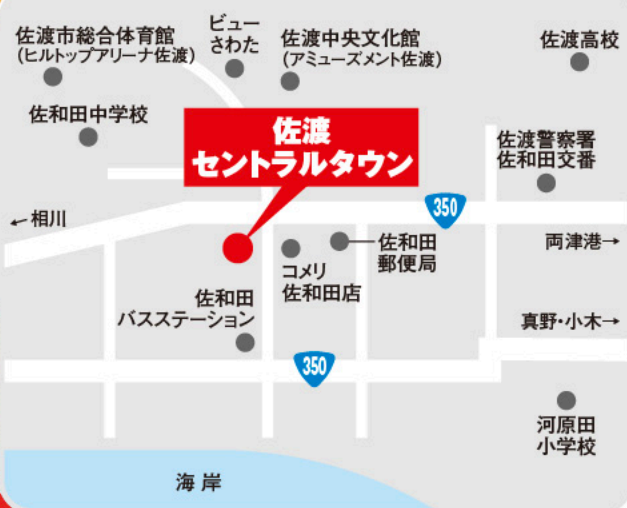 佐渡市総合体育館
(ヒルトップアリーナ佐渡)
ビュー
さわた
佐渡中央文化館
(アミューズメント佐渡)
佐渡高校
佐和田中学校
佐渡
セントラルタウン
佐渡警察署
佐和田交番
←相川
350
佐和田
郵便局
両津港→
コメリ
佐和田店
佐和田
バスステーション
真野・小木→
350
河原田
小学校
海岸